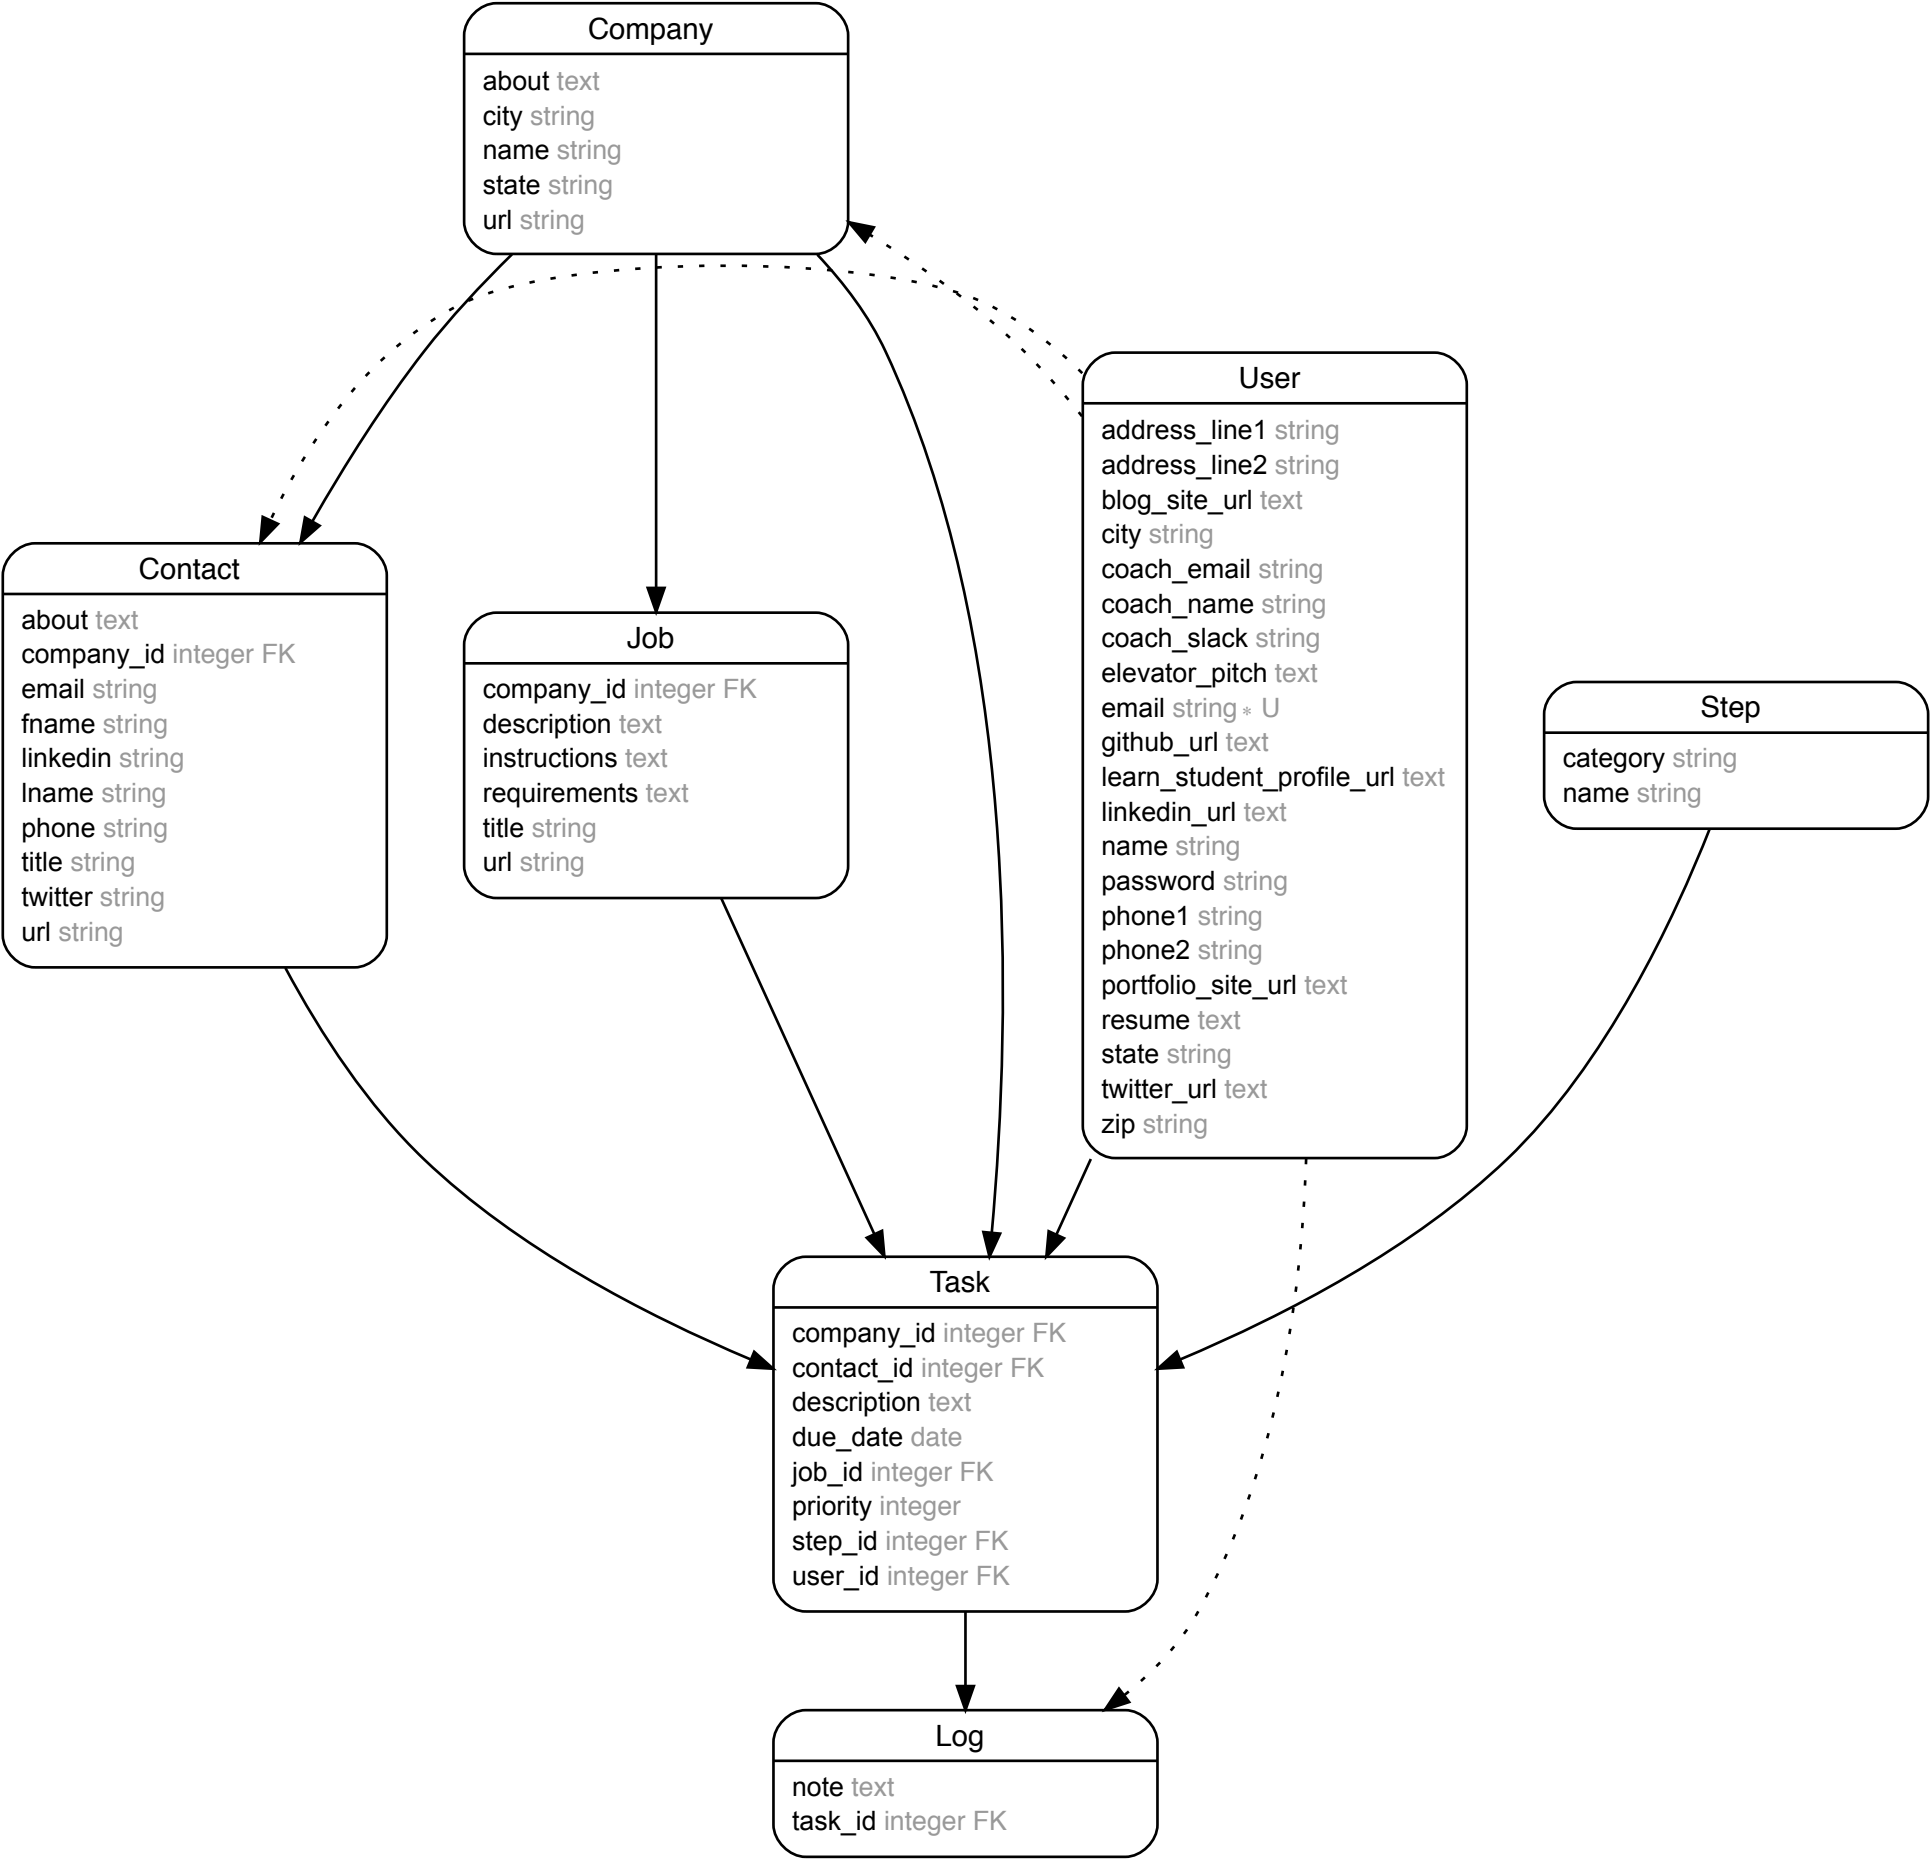 Company
about text
city string
name string
state string
url string
User
address_line1 string
address_line2 string
blog_site_url text
city string
coach_email string
coach_name string
coach_slack string
elevator_pitch text
email string∗ U
github_url text
learn_student_profile_url text
linkedin_url text
name string
password string
phone1 string
phone2 string
portfolio_site_url text
resume text
state string
twitter_url text
zip string
Contact
about text
company_id integer FK
email string
fname string
linkedin string
lname string
phone string
title string
twitter string
url string
Job
company_id integer FK
description text
instructions text
requirements text
title string
url string
Step
category string
name string
Task
company_id integer FK
contact_id integer FK
description text
due_date date
job_id integer FK
priority integer
step_id integer FK
user_id integer FK
Log
note text
task_id integer FK